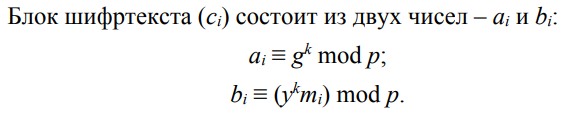 Блок шифртекста (cᵢ) состоит из двух чисел – aᵢ и bᵢ:
aᵢ ≡ gᵏ mod p;
bᵢ ≡ (yᵏmᵢ) mod p.